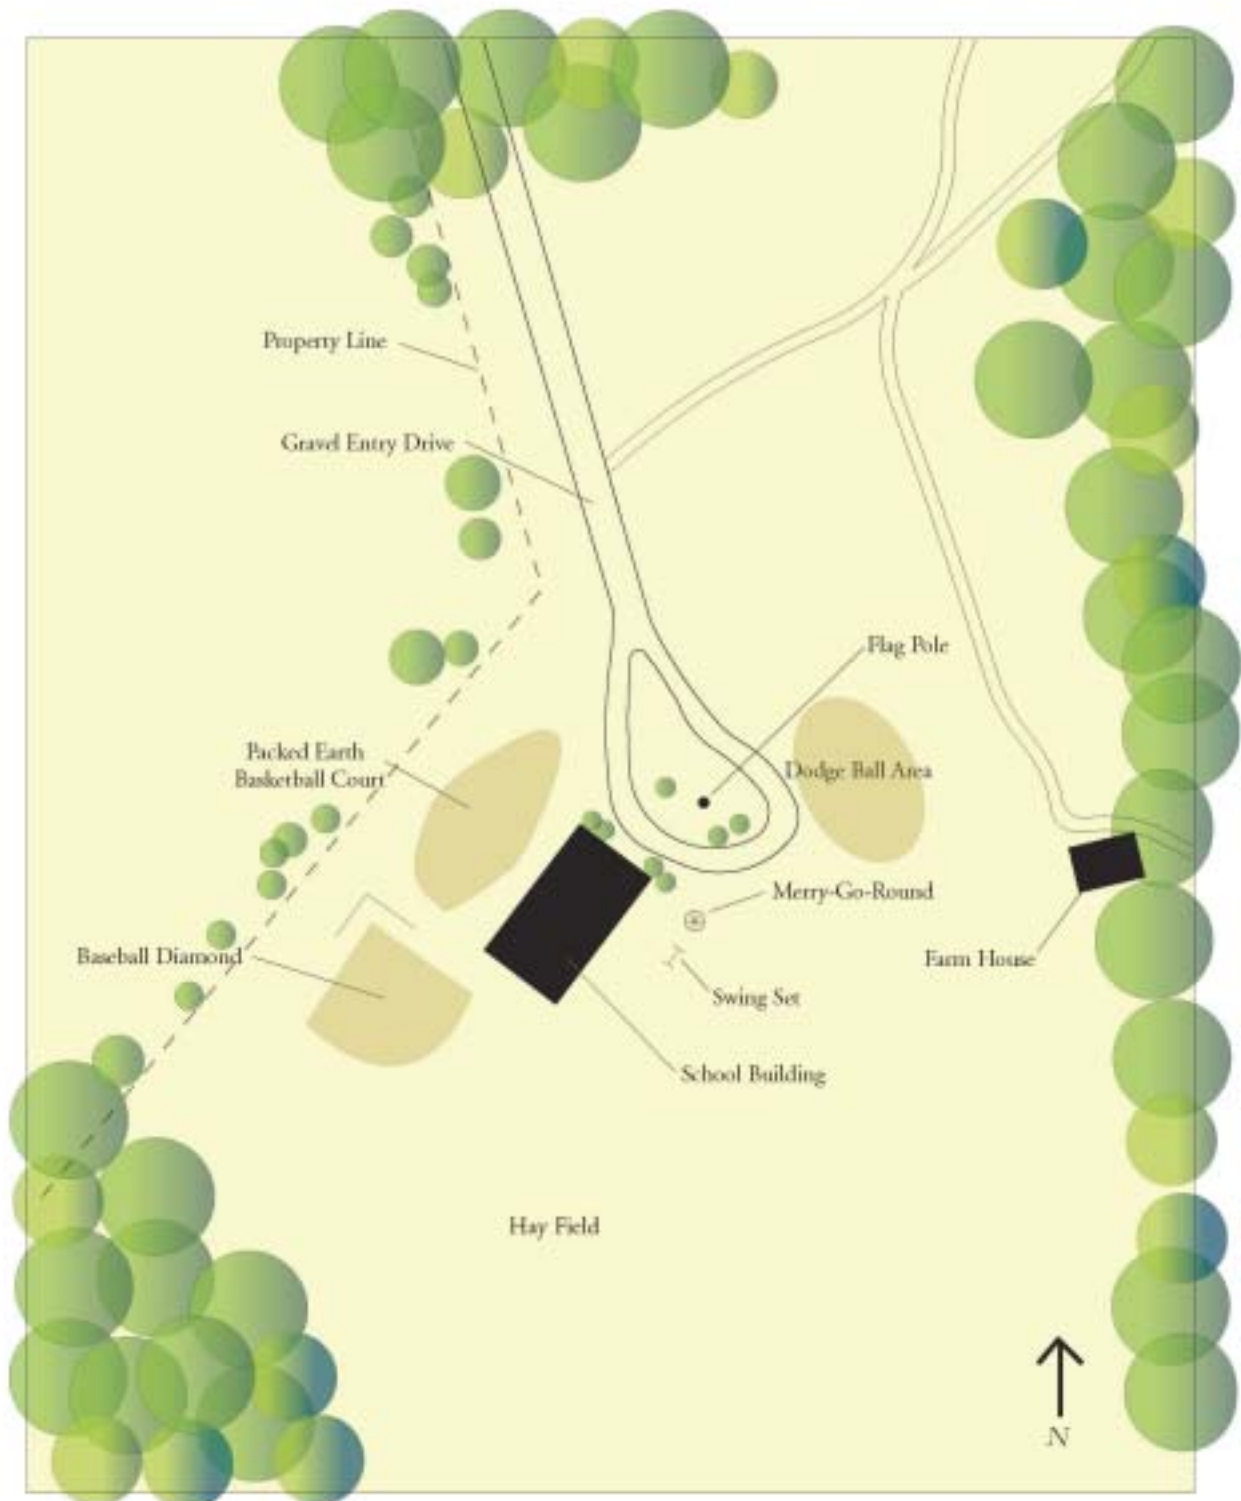 Property Line
Gravel Entry Drive
Flag Pole
Packed Earth
Basketball Court
Dodge Ball Area
Merry-Go-Round
Baseball Diamond
Farm House
Swing Set
School Building
Hay Field
N